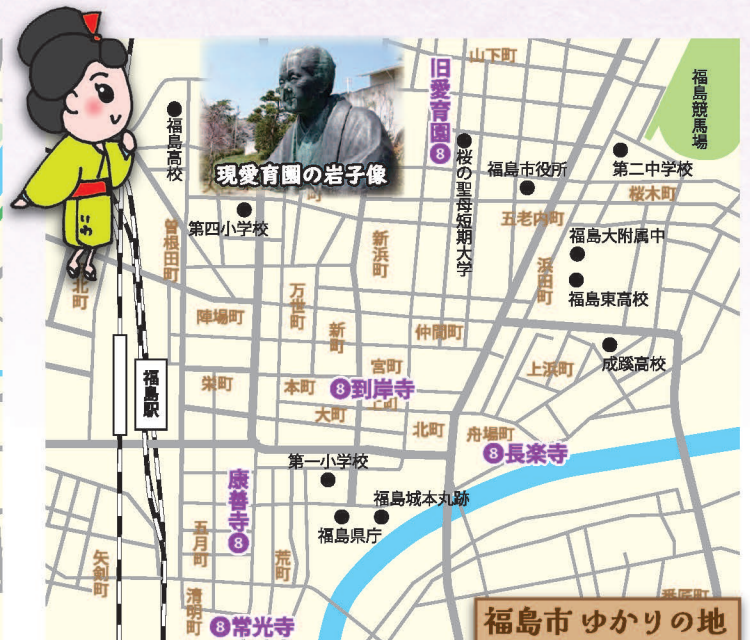 山下町
旧愛育園❽
福島競馬場
福島高校
現愛育園の岩子像
桜の聖母短期大学
福島市役所
第二中学校
桜木町
いわ
第四小学校
曽根田町
新浜町
五老内町
福島大附属中
浜田町
福島東高校
北町
万世町
陣場町
新町
仲間町
成蹊高校
宮町
上浜町
福島駅
栄町
本町
❽到岸寺
大町
北町
舟場町
❽長楽寺
第一小学校
康善寺❽
福島城本丸跡
福島県庁
五月町
荒町
矢剣町
清明町
❽常光寺
福島市 ゆかりの地